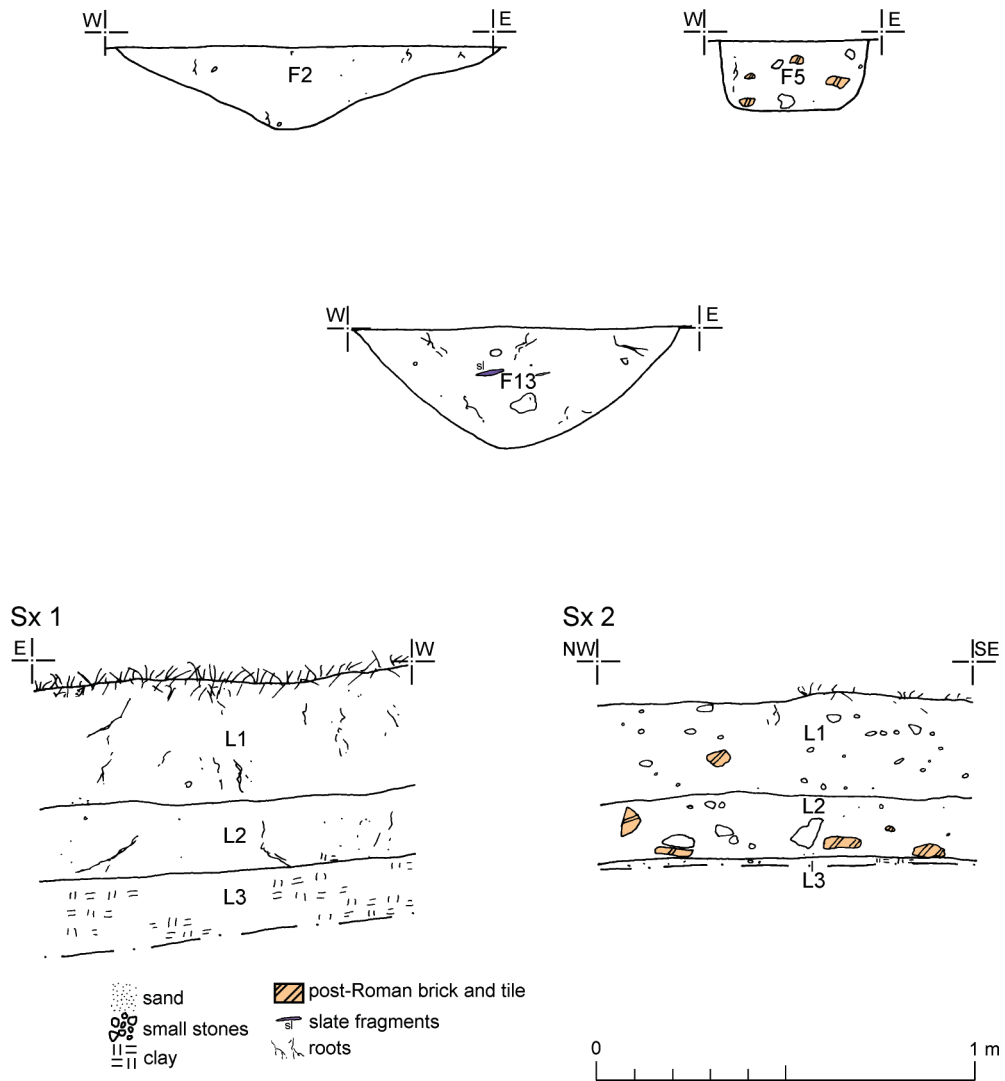 W E
F2
W E
F5
W E
sl
F13
Sx 1
E W
L1
L2
L3
Sx 2
NW SE
L1
L2
L3
sand
small stones
clay
post-Roman brick and tile
sl slate fragments
roots
0 1 m